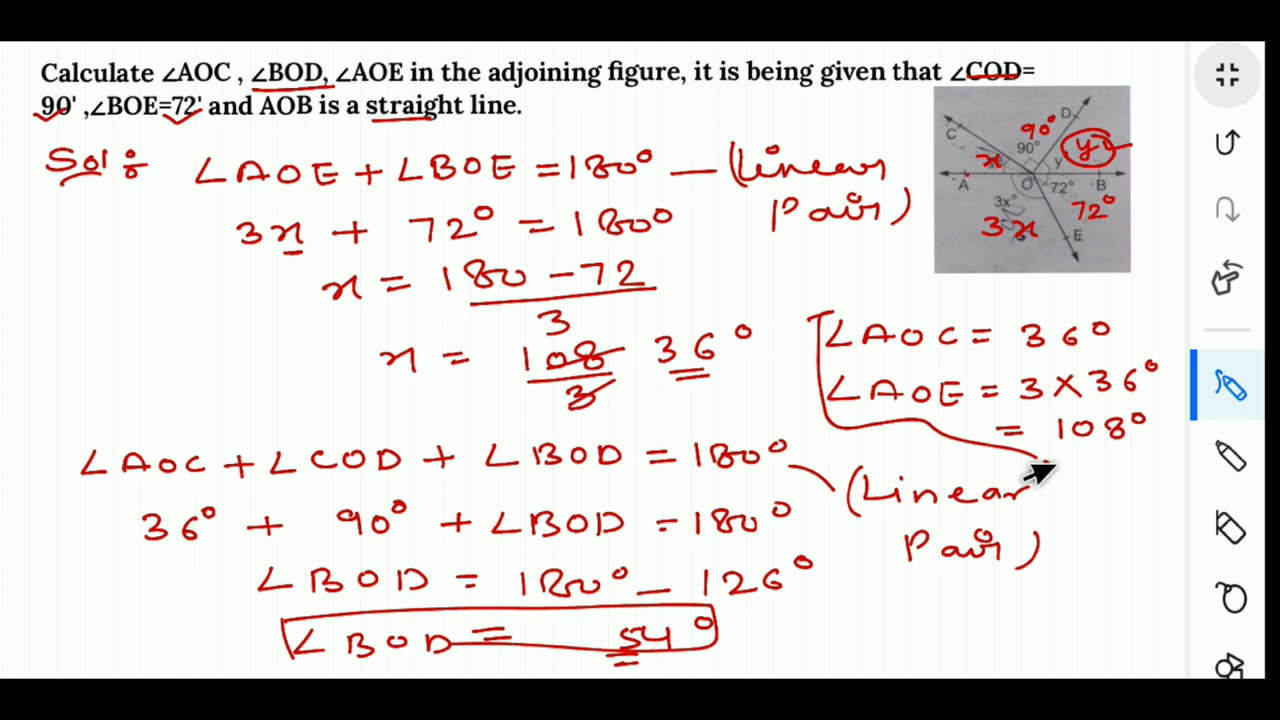 Calculate ∠AOC , ∠BOD, ∠AOE in the adjoining figure, it is being given that ∠COD=
90' ,∠BOE=72' and AOB is a straight line.
Sol :
∠AOE + ∠BOE = 180° — (Linear
Pair)
3x + 72° = 180°
x = 180 - 72
3
x = 108 36°
3
∠AOC + ∠COD + ∠BOD = 180°
(Linear
Pair)
36° + 90° + ∠BOD = 180°
∠BOD = 180° - 126°
∠BOD = 54°
∠AOC = 36°
∠AOE = 3 X 36°
= 108°
C
D
90°
90°
y
y
x
A
O
72°
B
3x°
72°
3x
E